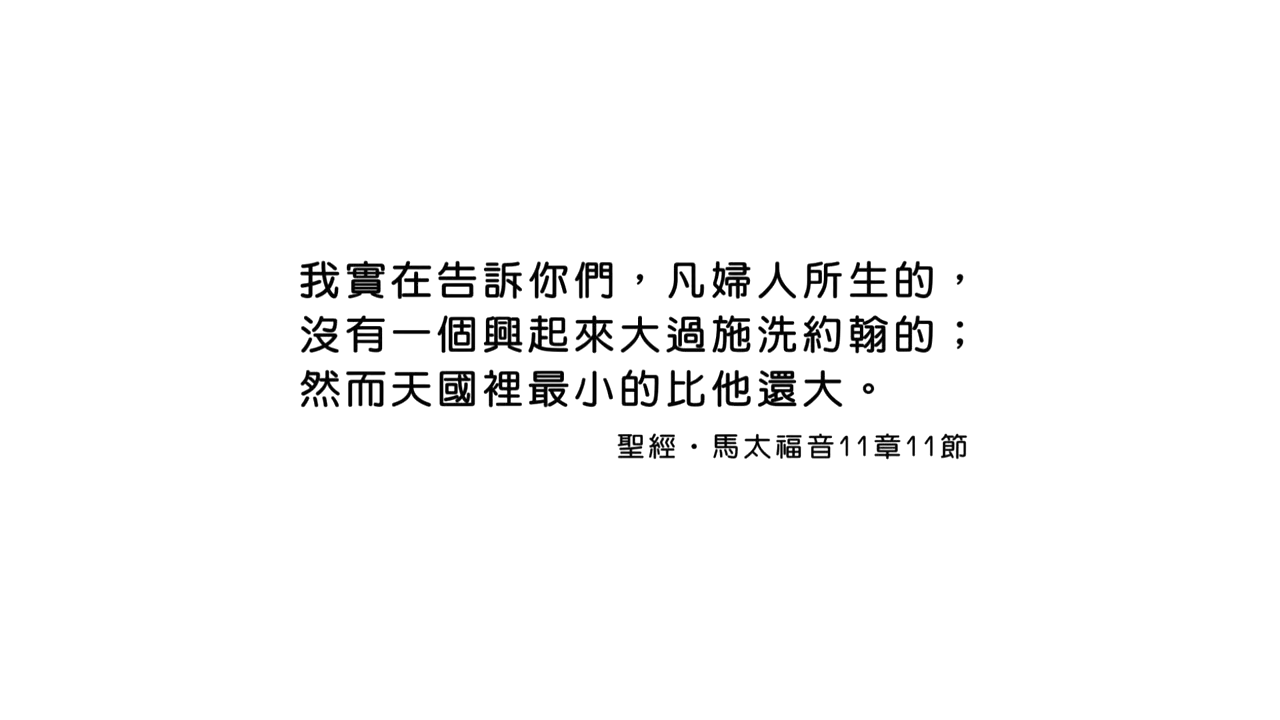 我實在告訴你們，凡婦人所生的，
沒有一個興起來大過施洗約翰的；
然而天國裡最小的比他還大。
聖經・馬太福音11章11節